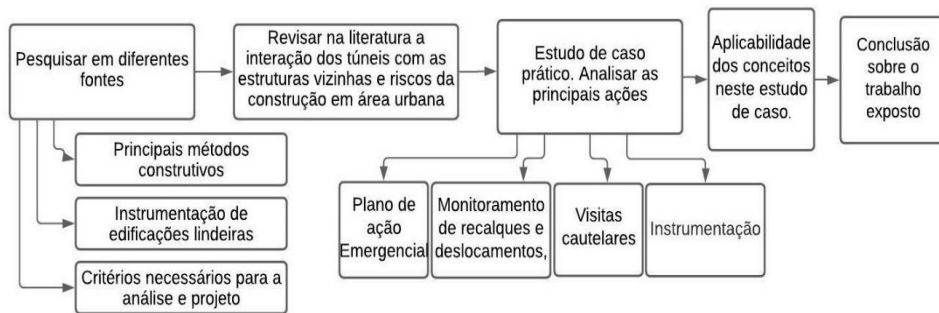 Pesquisar em diferentes
fontes
Revisar na literatura a
interação dos túneis com as
estruturas vizinhas e riscos da
construção em área urbana
Estudo de caso
prático. Analisar as
principais ações
Aplicabilidade
dos conceitos
neste estudo
de caso.
Conclusão
sobre o
trabalho
exposto
Principais métodos
construtivos
Instrumentação de
edificações lindeiras
Critérios necessários para a
análise e projeto
Plano de
ação
Emergencial
Monitoramento
de recalques e
deslocamentos,
Visitas
cautelares
Instrumentação